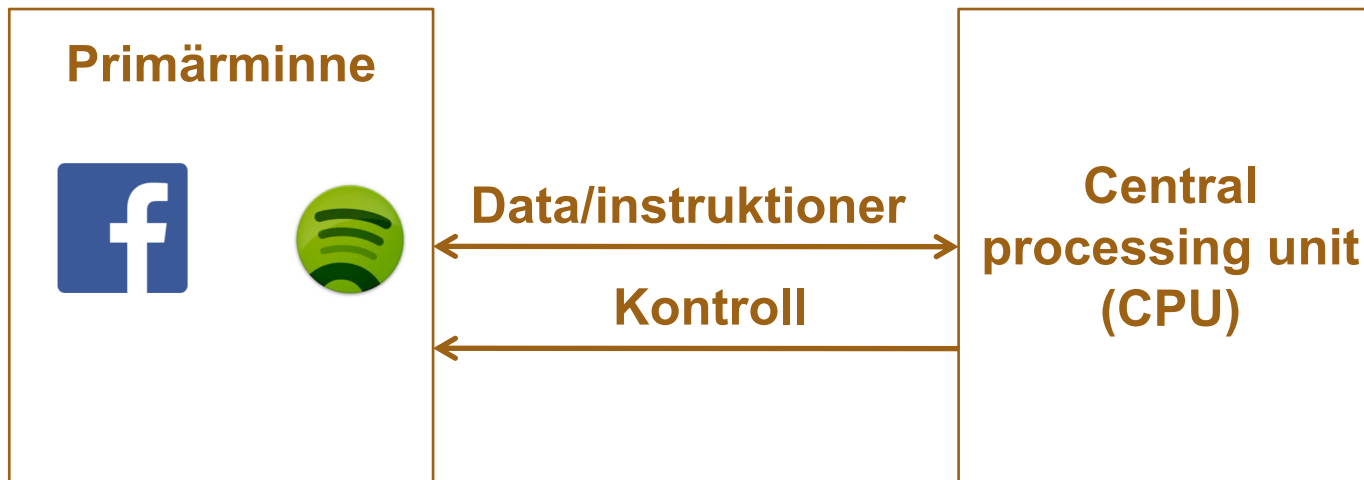 Primärminne
f
Data/instruktioner
Kontroll
Central
processing unit
(CPU)